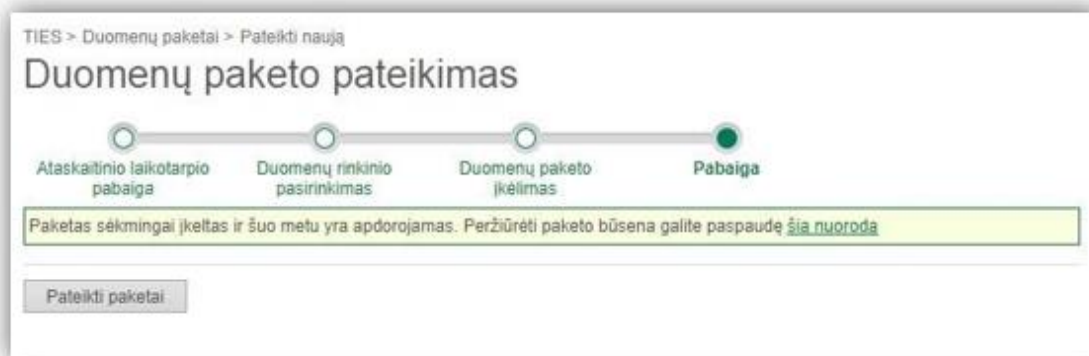 TIES > Duomenų paketai > Pateikti naują
Duomenų paketo pateikimas
Ataskaitinio laikotarpio
pabaiga
Duomenų rinkinio
pasirinkimas
Duomenų paketo
įkėlimas
Pabaiga
Paketas sėkmingai įkeltas ir šuo metu yra apdorojamas. Peržiūrėti paketo būsena galite paspaudę šia nuoroda
Pateikti paketai